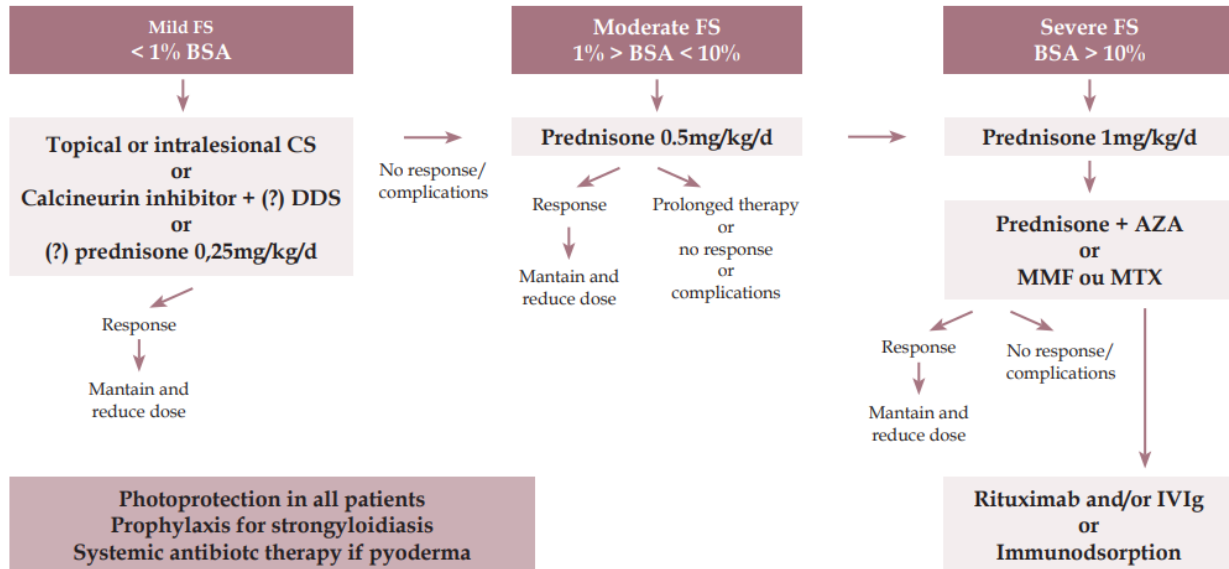 Mild FS
< 1% BSA
Topical or intralesional CS
or
Calcineurin inhibitor + (?) DDS
or
(?) prednisone 0,25mg/kg/d
Response
Mantain and
reduce dose
No response/
complications
Moderate FS
1% > BSA < 10%
Prednisone 0.5mg/kg/d
Response
Mantain and
reduce dose
Prolonged therapy
or
no response
or
complications
Severe FS
BSA > 10%
Prednisone 1mg/kg/d
Prednisone + AZA
or
MMF ou MTX
Response
Mantain and
reduce dose
No response/
complications
Rituximab and/or IVIg
or
Immunodsorption
Photoprotection in all patients
Prophylaxis for strongyloidiasis
Systemic antibiotc therapy if pyoderma